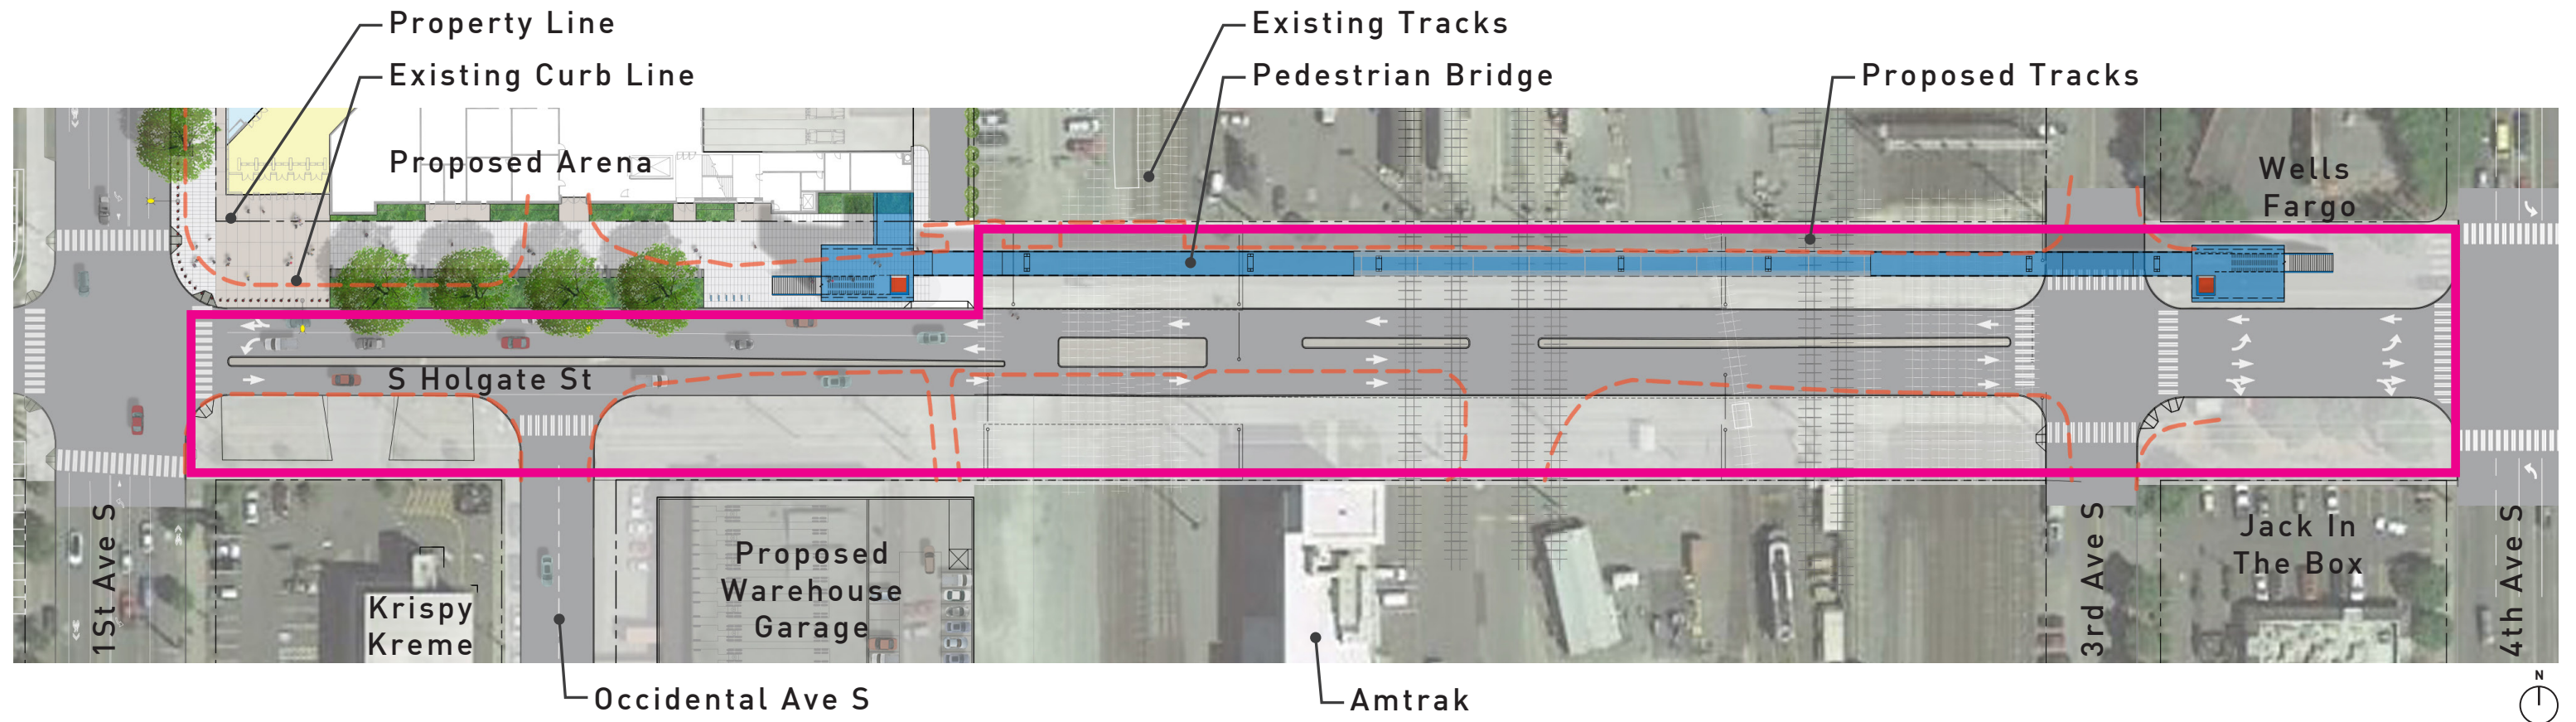 Property Line
Existing Tracks
Existing Curb Line
Pedestrian Bridge
Proposed Tracks
Proposed Arena
Wells
Fargo
S Holgate St
1St Ave S
Krispy
Kreme
Proposed
Warehouse
Garage
3rd Ave S
Jack In
The Box
4th Ave S
Occidental Ave S
Amtrak
N